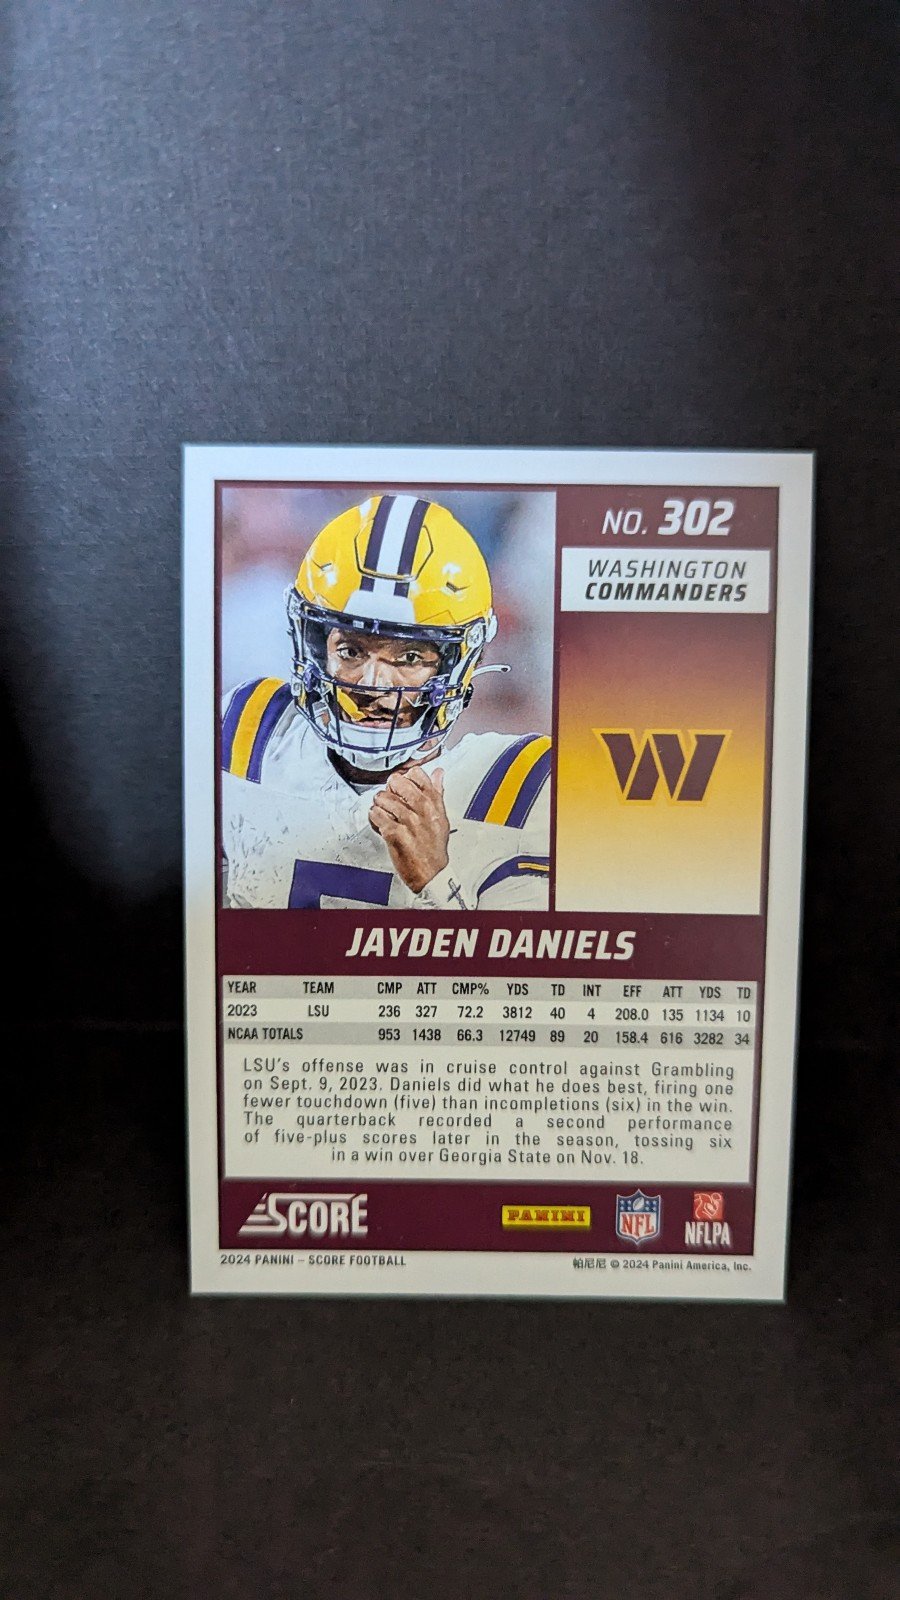 NO. 302
WASHINGTON
COMMANDERS
W
5
JAYDEN DANIELS
YEAR TEAM CMP ATT CMP% YDS TD INT EFF ATT YDS TD
2023 LSU 236 327 72.2 3812 40 4 208.0 135 1134 10
NCAA TOTALS 953 1438 66.3 12749 89 20 158.4 616 3282 34
LSU's offense was in cruise control against Grambling
on Sept. 9, 2023. Daniels did what he does best, firing one
fewer touchdown (five) than incompletions (six) in the win.
The quarterback recorded a second performance
of five-plus scores later in the season, tossing six
in a win over Georgia State on Nov. 18.
SCORE PANINI NFL NFLPA
2024 PANINI – SCORE FOOTBALL 帕尼尼 © 2024 Panini America, Inc.